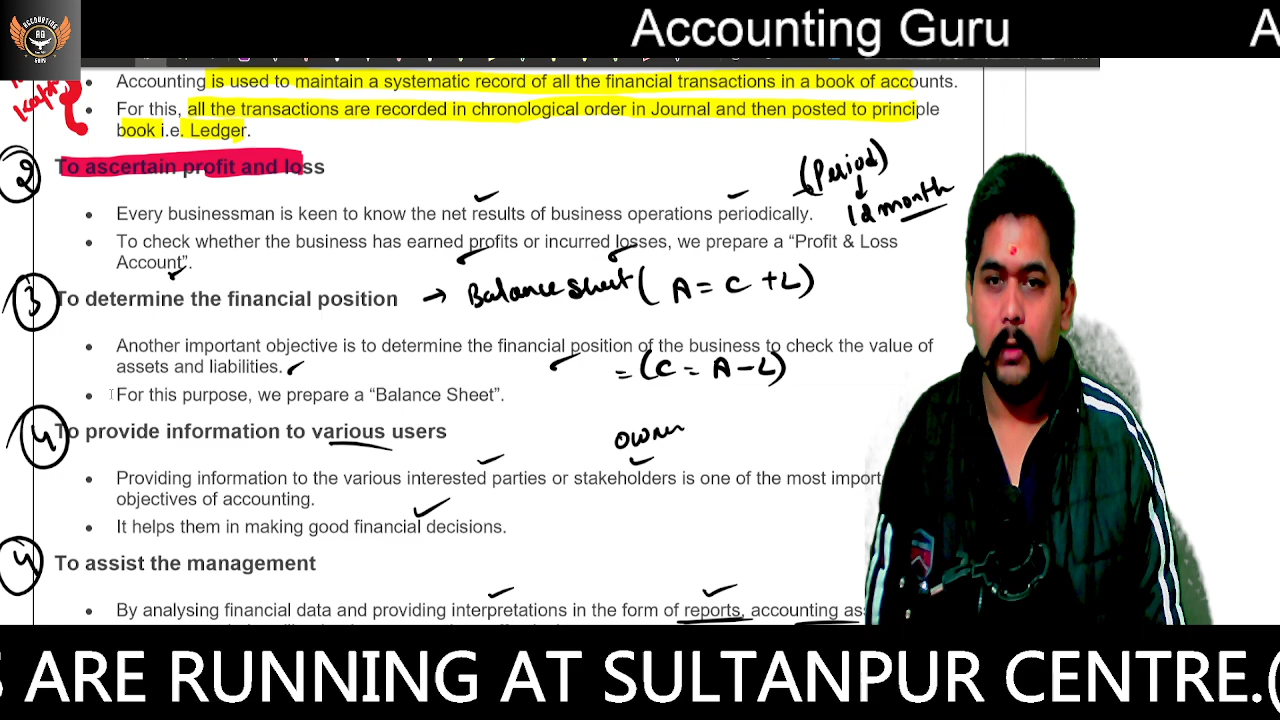 Accounting Guru
A
ACCOUNTING
AG
GURU
• Accounting is used to maintain a systematic record of all the financial transactions in a book of accounts.
• For this, all the transactions are recorded in chronological order in Journal and then posted to principle
book i.e. Ledger.
2 To ascertain profit and loss
(Period)
↓
12 month
• Every businessman is keen to know the net results of business operations periodically.
• To check whether the business has earned profits or incurred losses, we prepare a “Profit & Loss
Account”.
3 To determine the financial position → Balance sheet ( A = C + L)
• Another important objective is to determine the financial position of the business to check the value of
assets and liabilities.
= (C = A - L)
• For this purpose, we prepare a “Balance Sheet”.
4 To provide information to various users
owner
• Providing information to the various interested parties or stakeholders is one of the most import
objectives of accounting.
• It helps them in making good financial decisions.
4 To assist the management
• By analysing financial data and providing interpretations in the form of reports, accounting as
S ARE RUNNING AT SULTANPUR CENTRE.(